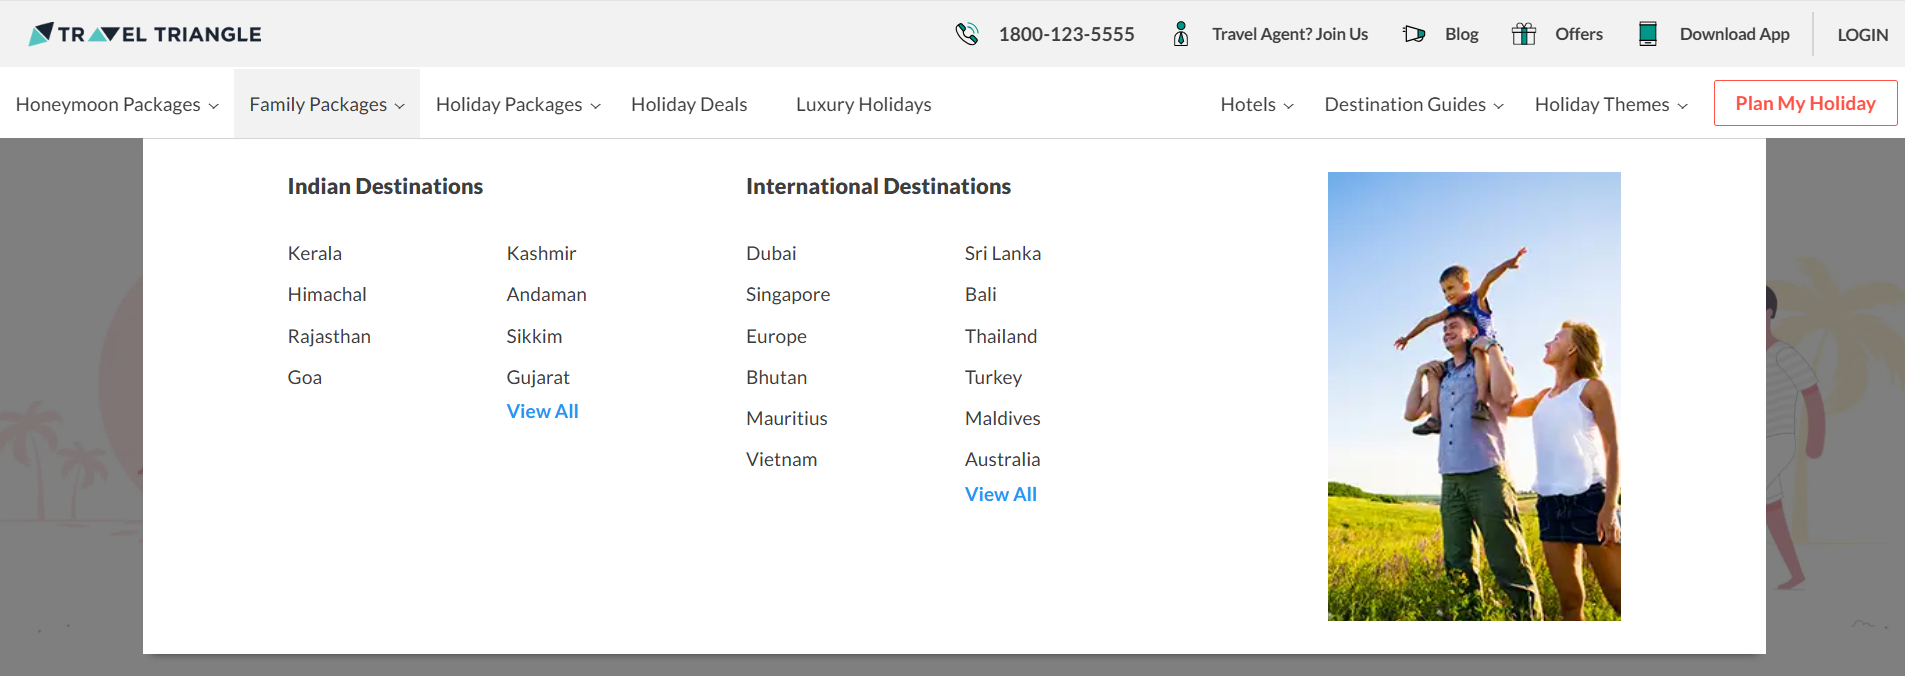 TRAVEL TRIANGLE
1800-123-5555
Travel Agent? Join Us
Blog
Offers
Download App
LOGIN
Honeymoon Packages
Family Packages
Holiday Packages
Holiday Deals
Luxury Holidays
Hotels
Destination Guides
Holiday Themes
Plan My Holiday
Indian Destinations
Kerala
Himachal
Rajasthan
Goa
Kashmir
Andaman
Sikkim
Gujarat
View All
International Destinations
Dubai
Singapore
Europe
Bhutan
Mauritius
Vietnam
Sri Lanka
Bali
Thailand
Turkey
Maldives
Australia
View All